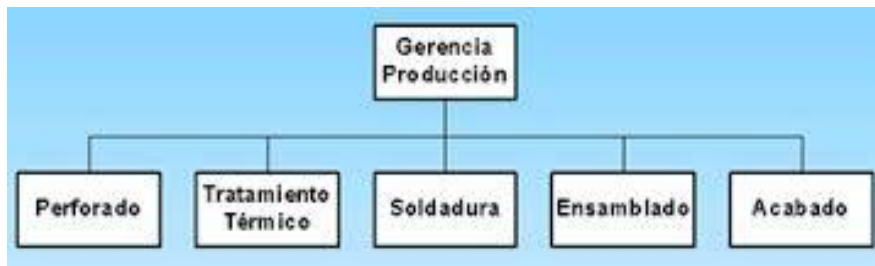 Gerencia
Producción
Perforado
Tratamiento
Térmico
Soldadura
Ensamblado
Acabado